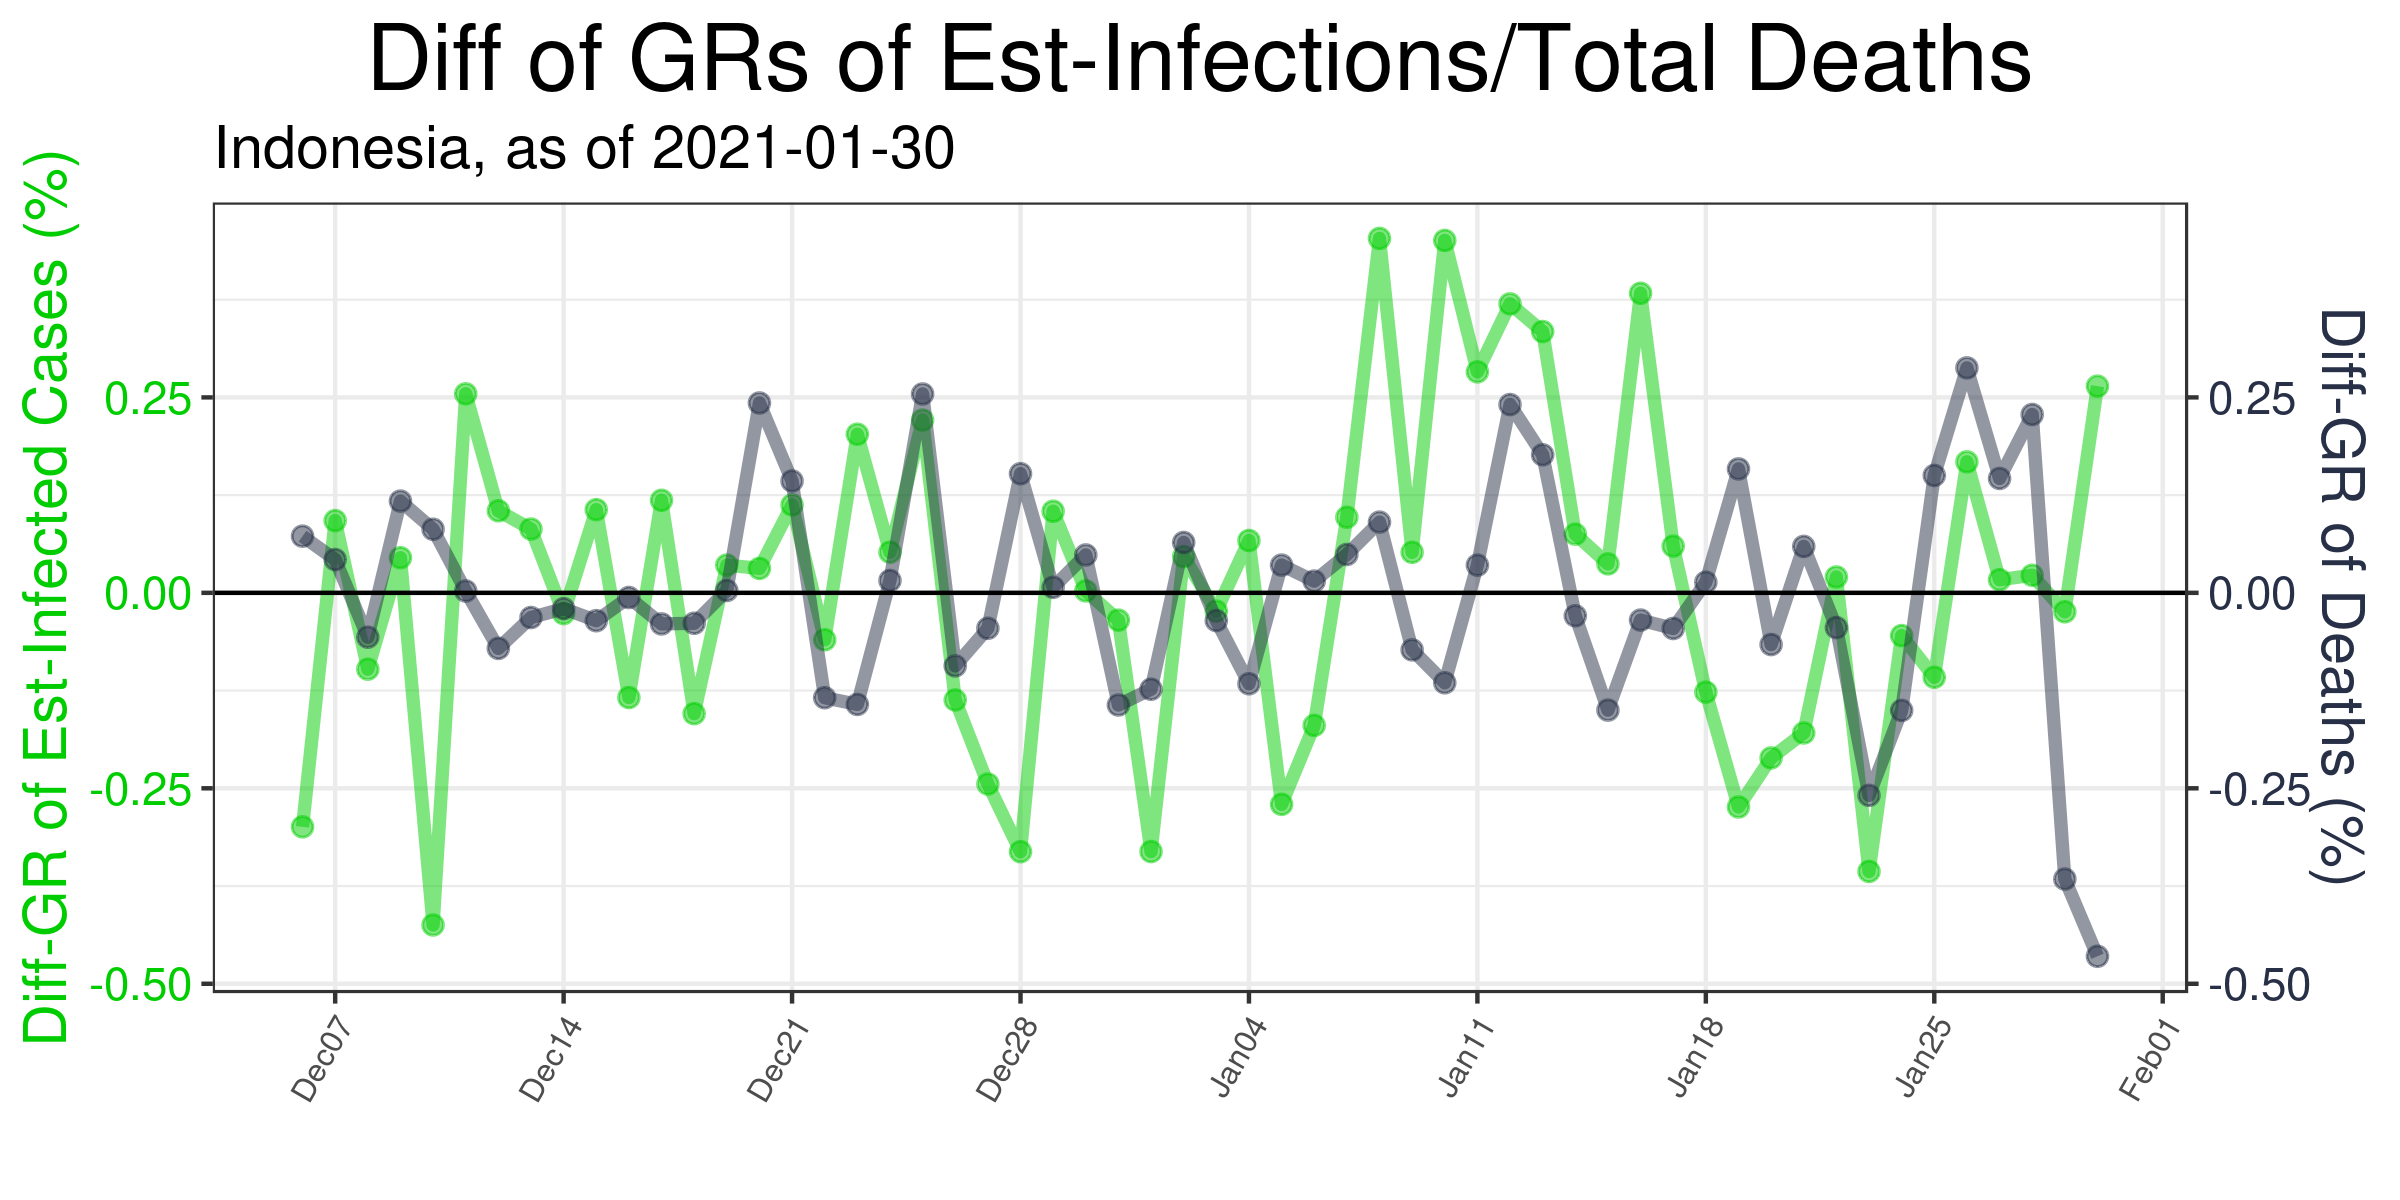 Diff of GRs of Est-Infections/Total Deaths
Indonesia, as of 2021-01-30
Diff-GR of Est-Infected Cases (%)
0.25
0.00
-0.25
-0.50
0.25
0.00
-0.25
-0.50
Diff-GR of Deaths (%)
Dec07
Dec14
Dec21
Dec28
Jan04
Jan11
Jan18
Jan25
Feb01